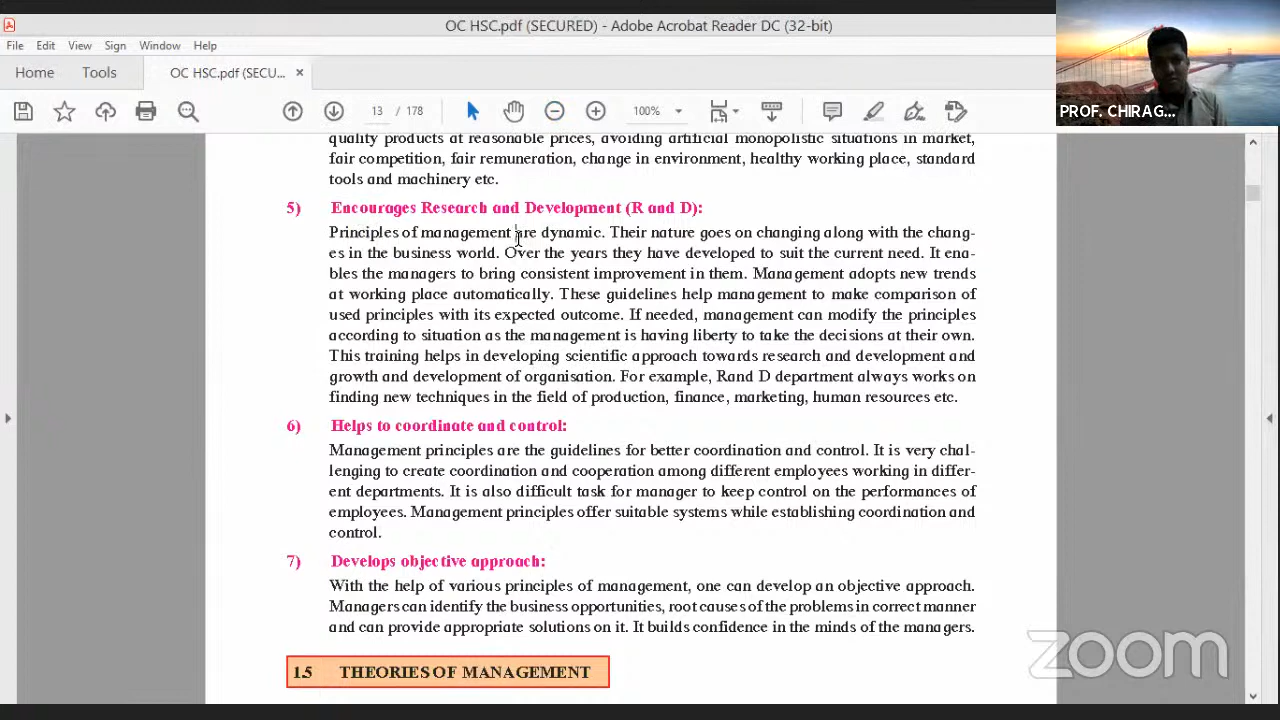 OC HSC.pdf (SECURED) - Adobe Acrobat Reader DC (32-bit)
File Edit View Sign Window Help
Home Tools OC HSC.pdf (SECU... ×
13 / 178 100%
PROF. CHIRAG...
quality products at reasonable prices, avoiding artificial monopolistic situations in market,
fair competition, fair remuneration, change in environment, healthy working place, standard
tools and machinery etc.
5) Encourages Research and Development (R and D):
Principles of management are dynamic. Their nature goes on changing along with the chang-
es in the business world. Over the years they have developed to suit the current need. It ena-
bles the managers to bring consistent improvement in them. Management adopts new trends
at working place automatically. These guidelines help management to make comparison of
used principles with its expected outcome. If needed, management can modify the principles
according to situation as the management is having liberty to take the decisions at their own.
This training helps in developing scientific approach towards research and development and
growth and development of organisation. For example, Rand D department always works on
finding new techniques in the field of production, finance, marketing, human resources etc.
6) Helps to coordinate and control:
Management principles are the guidelines for better coordination and control. It is very chal-
lenging to create coordination and cooperation among different employees working in differ-
ent departments. It is also difficult task for manager to keep control on the performances of
employees. Management principles offer suitable systems while establishing coordination and
control.
7) Develops objective approach:
With the help of various principles of management, one can develop an objective approach.
Managers can identify the business opportunities, root causes of the problems in correct manner
and can provide appropriate solutions on it. It builds confidence in the minds of the managers.
1.5 THEORIES OF MANAGEMENT
zoom